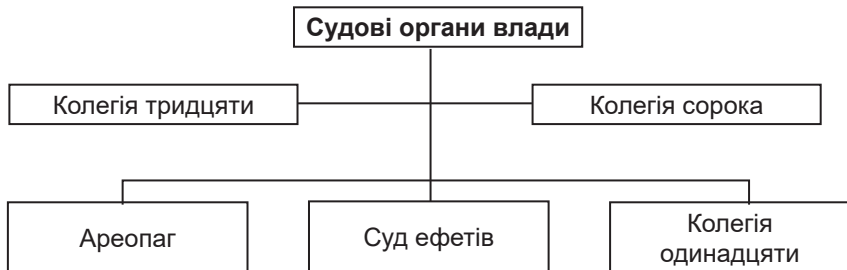 Судові органи влади
Колегія тридцяти
Колегія сорока
Ареопаг
Суд ефетів
Колегія
одинадцяти